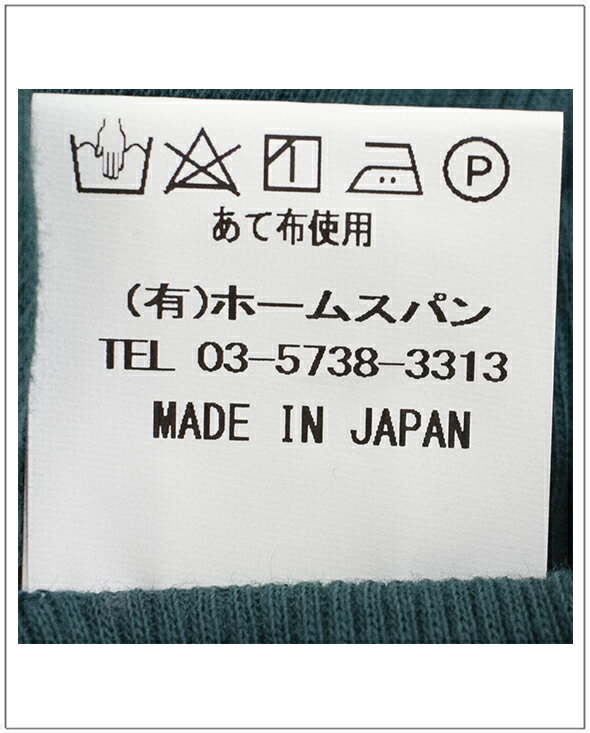 P
あて布使用
(有)ホームスパン
TEL 03-5738-3313
MADE IN JAPAN